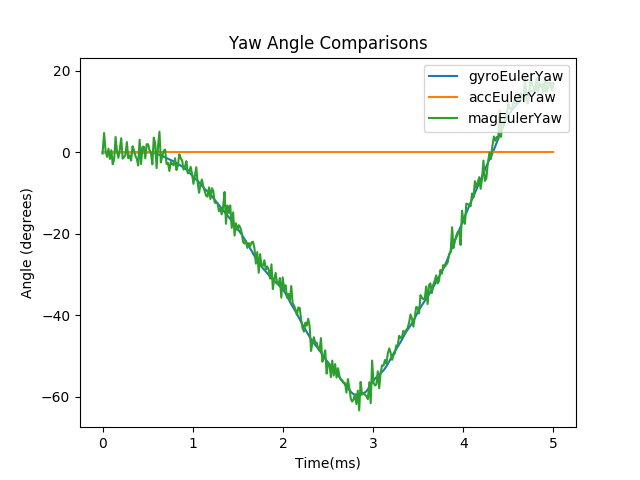 Yaw Angle Comparisons
gyroEulerYaw
accEulerYaw
magEulerYaw
20
0
−20
−40
−60
Angle (degrees)
0 1 2 3 4 5
Time(ms)